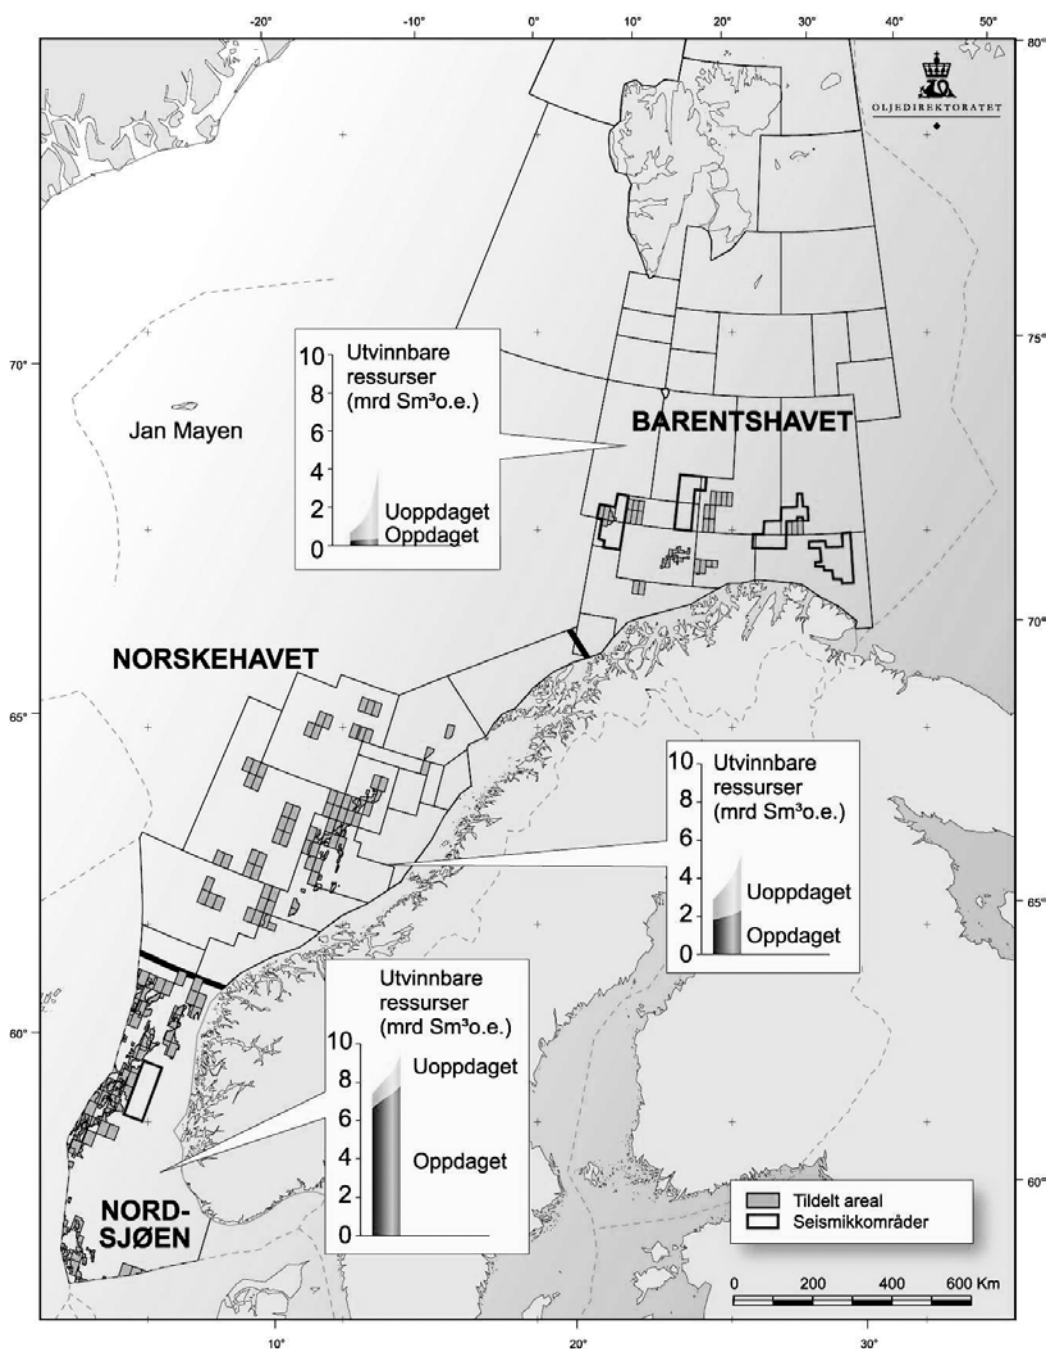 -20° -10° 0° 10° 20° 30° 40° 50°
80°
OLJEDIREKTORATET
75°
70°
10
8
6
4
2
0
Utvinnbare
ressurser
(mrd Sm³o.e.)
Uoppdaget
Oppdaget
BARENTSHAVET
Jan Mayen
70°
NORSKEHAVET
65°
10
8
6
4
2
0
Utvinnbare
ressurser
(mrd Sm³o.e.)
Uoppdaget
Oppdaget
65°
60°
Utvinnbare
ressurser
(mrd Sm³o.e.)
10
8
6
4
2
0
Uoppdaget
Oppdaget
60°
NORD-
SJØEN
Tildelt areal
Seismikkområder
0 200 400 600 Km
10° 20° 30°